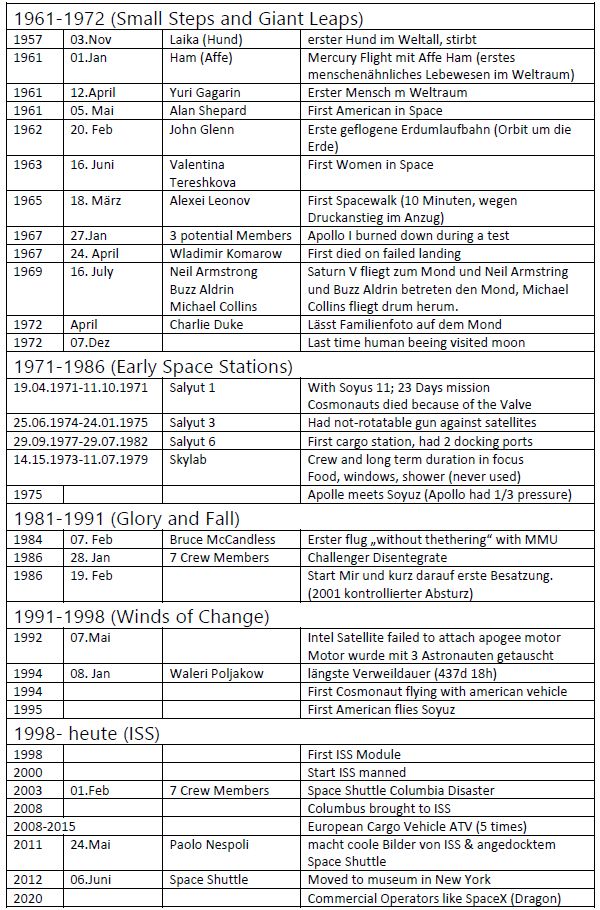 1961-1972 (Small Steps and Giant Leaps)
1957 03.Nov Laika (Hund) erster Hund im Weltall, stirbt
1961 01.Jan Ham (Affe) Mercury Flight mit Affe Ham (erstes
menschenähnliches Lebewesen im Weltraum)
1961 12.April Yuri Gagarin Erster Mensch m Weltraum
1961 05. Mai Alan Shepard First American in Space
1962 20. Feb John Glenn Erste geflogene Erdumlaufbahn (Orbit um die
Erde)
1963 16. Juni Valentina First Women in Space
Tereshkova
1965 18. März Alexei Leonov First Spacewalk (10 Minuten, wegen
Druckanstieg im Anzug)
1967 27.Jan 3 potential Members Apollo I burned down during a test
1967 24. April Wladimir Komarow First died on failed landing
1969 16. July Neil Armstrong Saturn V fliegt zum Mond und Neil Armstring
Buzz Aldrin und Buzz Aldrin betreten den Mond, Michael
Michael Collins Collins fliegt drum herum.
1972 April Charlie Duke Lässt Familienfoto auf dem Mond
1972 07.Dez Last time human beeing visited moon
1971-1986 (Early Space Stations)
19.04.1971-11.10.1971 Salyut 1 With Soyus 11; 23 Days mission
Cosmonauts died because of the Valve
25.06.1974-24.01.1975 Salyut 3 Had not-rotatable gun against satellites
29.09.1977-29.07.1982 Salyut 6 First cargo station, had 2 docking ports
14.15.1973-11.07.1979 Skylab Crew and long term duration in focus
Food, windows, shower (never used)
1975 Apolle meets Soyuz (Apollo had 1/3 pressure)
1981-1991 (Glory and Fall)
1984 07. Feb Bruce McCandless Erster flug „without thethering“ with MMU
1986 28. Jan 7 Crew Members Challenger Disentegrate
1986 19. Feb Start Mir und kurz darauf erste Besatzung.
(2001 kontrollierter Absturz)
1991-1998 (Winds of Change)
1992 07.Mai Intel Satellite failed to attach apogee motor
Motor wurde mit 3 Astronauten getauscht
1994 08. Jan Waleri Poljakow längste Verweildauer (437d 18h)
1994 First Cosmonaut flying with american vehicle
1995 First American flies Soyuz
1998- heute (ISS)
1998 First ISS Module
2000 Start ISS manned
2003 01.Feb 7 Crew Members Space Shuttle Columbia Disaster
2008 Columbus brought to ISS
2008-2015 European Cargo Vehicle ATV (5 times)
2011 24.Mai Paolo Nespoli macht coole Bilder von ISS & angedocktem
Space Shuttle
2012 06.Juni Space Shuttle Moved to museum in New York
2020 Commercial Operators like SpaceX (Dragon)